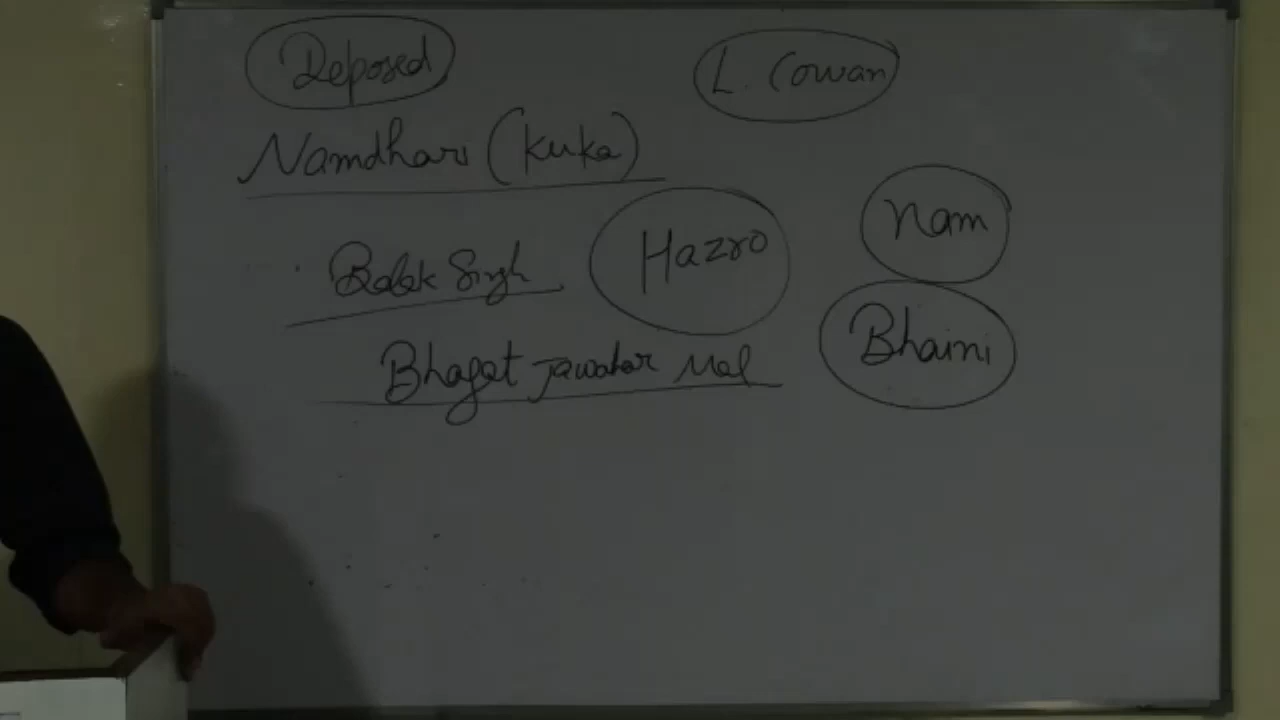 Deposed
L. Cowan
Namdhari (Kuka)
Balak Singh
Hazro
Nam
Bhagat Jawahar Mal
Bhaini